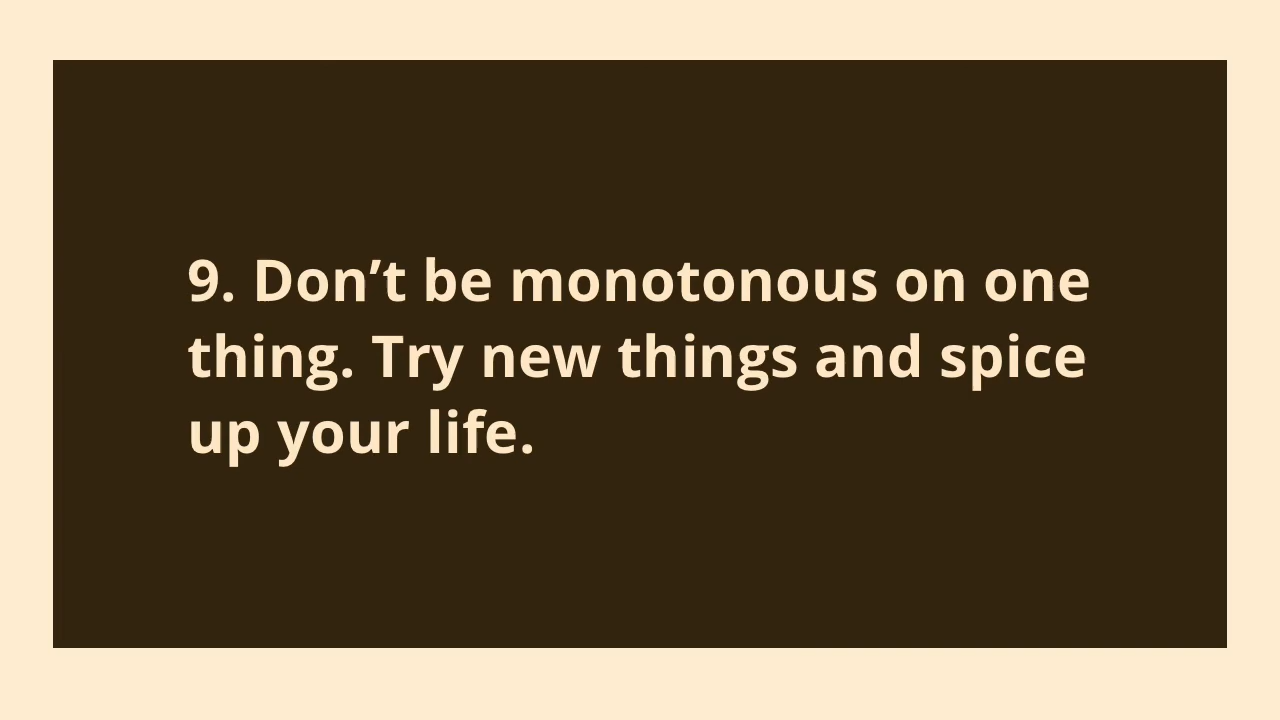 9. Don’t be monotonous on one
thing. Try new things and spice
up your life.